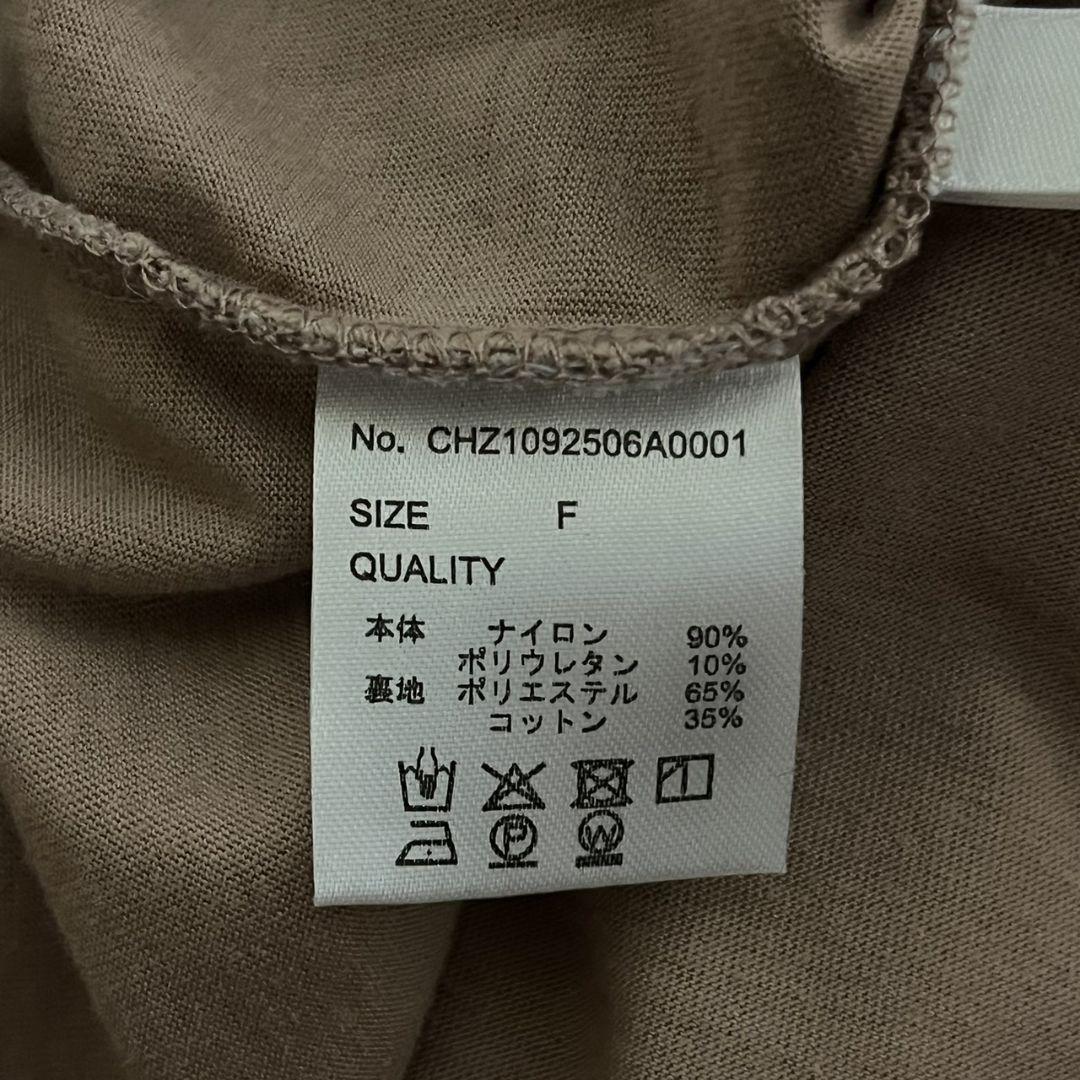 No. CHZ1092506A0001
SIZE F
QUALITY
本体 ナイロン 90%
ポリウレタン 10%
裏地 ポリエステル 65%
コットン 35%
P W